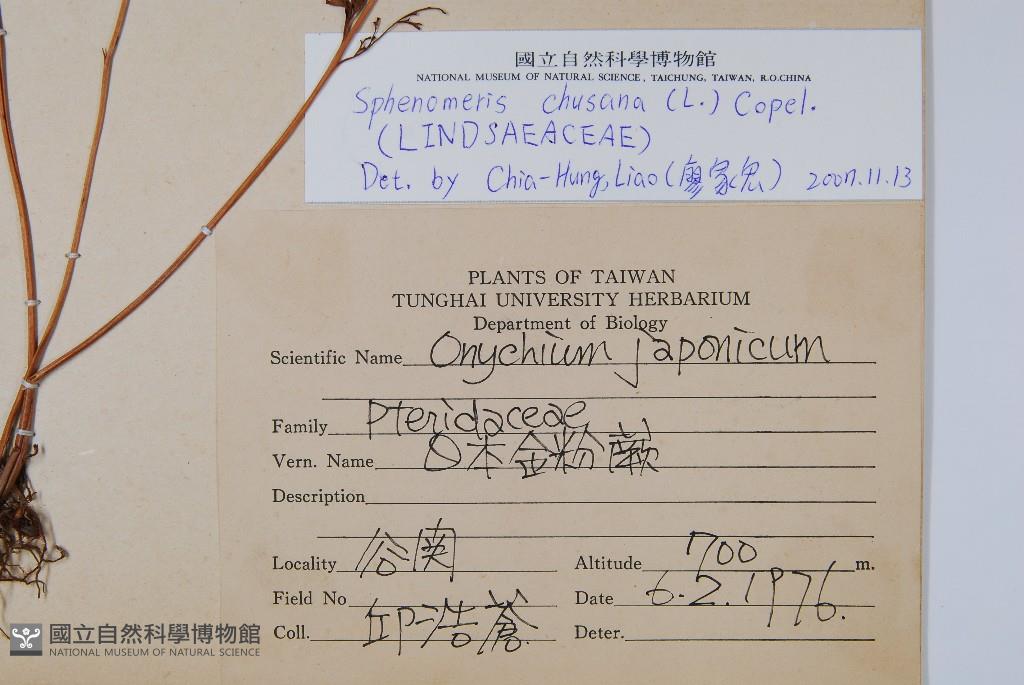 國立自然科學博物館
NATIONAL MUSEUM OF NATURAL SCIENCE, TAICHUNG, TAIWAN, R.O.CHINA
Sphenomeris chusana (L.) Copel.
(LINDSAEACEAE)
Det. by Chia-Hung, Liao (廖家) 2007.11.13
PLANTS OF TAIWAN
TUNGHAI UNIVERSITY HERBARIUM
Department of Biology
Scientific Name Onychium japonicum
Family Pteridaceae
Vern. Name 日本金粉蕨
Description
Locality 谷関 Altitude 700 m.
Field No Date 6.2.1976.
Coll. 邱浩蒼 Deter.
國立自然科學博物館
NATIONAL MUSEUM OF NATURAL SCIENCE